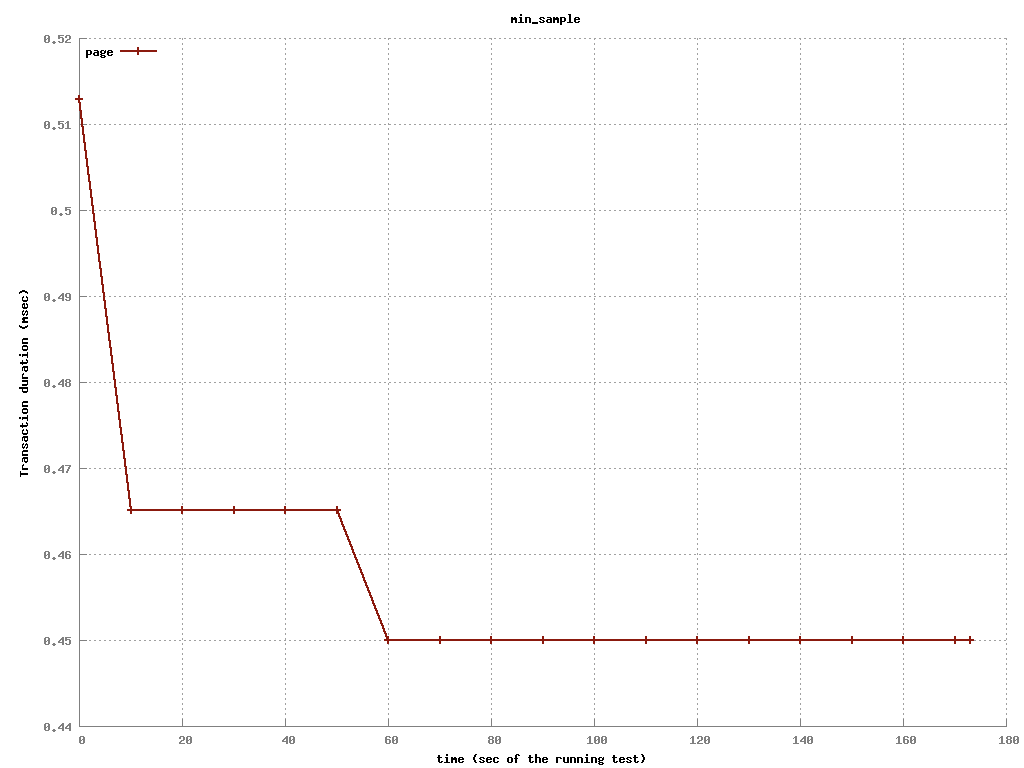 min_sample
page
0.52
0.51
0.5
0.49
0.48
0.47
0.46
0.45
0.44
Transaction duration (msec)
0 20 40 60 80 100 120 140 160 180
time (sec of the running test)